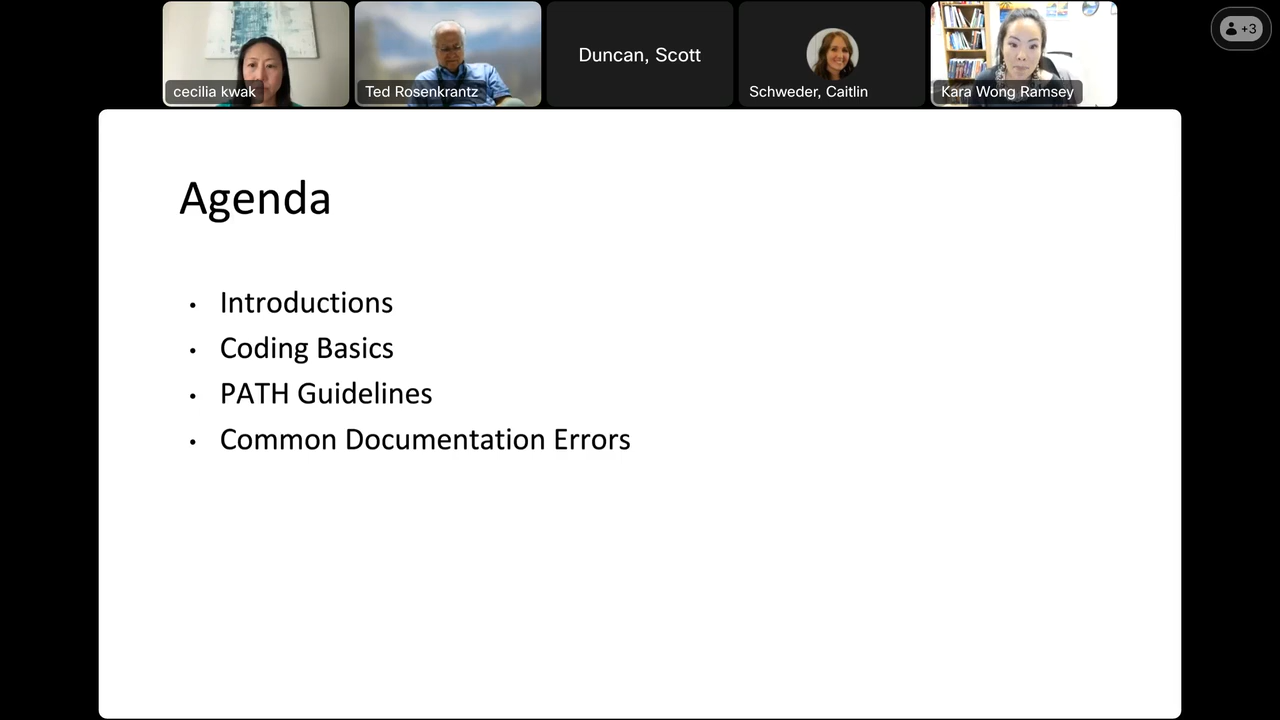 cecilia kwak
Ted Rosenkrantz
Duncan, Scott
Schweder, Caitlin
Kara Wong Ramsey
+3
Agenda
• Introductions
• Coding Basics
• PATH Guidelines
• Common Documentation Errors